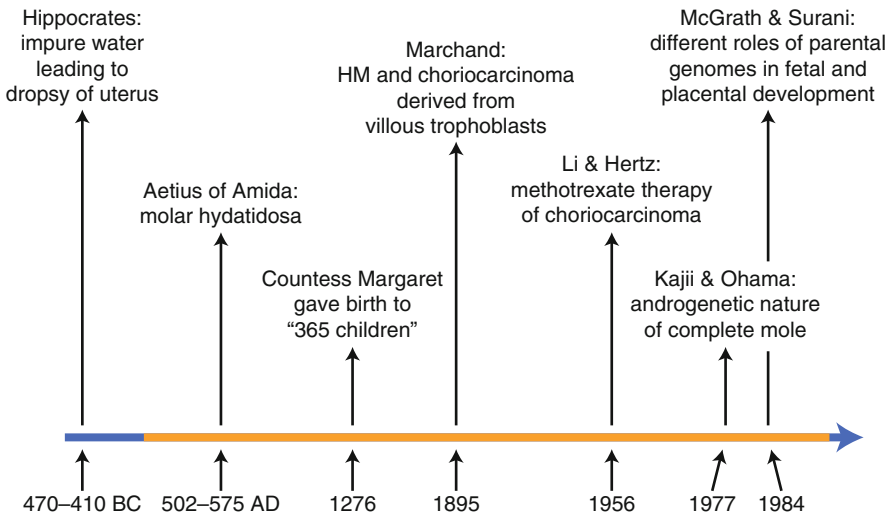 Hippocrates:
impure water
leading to
dropsy of uterus
Aetius of Amida:
molar hydatidosa
Countess Margaret
gave birth to
“365 children”
Marchand:
HM and choriocarcinoma
derived from
villous trophoblasts
Li & Hertz:
methotrexate therapy
of choriocarcinoma
Kajii & Ohama:
androgenetic nature
of complete mole
McGrath & Surani:
different roles of parental
genomes in fetal and
placental development
470–410 BC
502–575 AD
1276
1895
1956
1977
1984